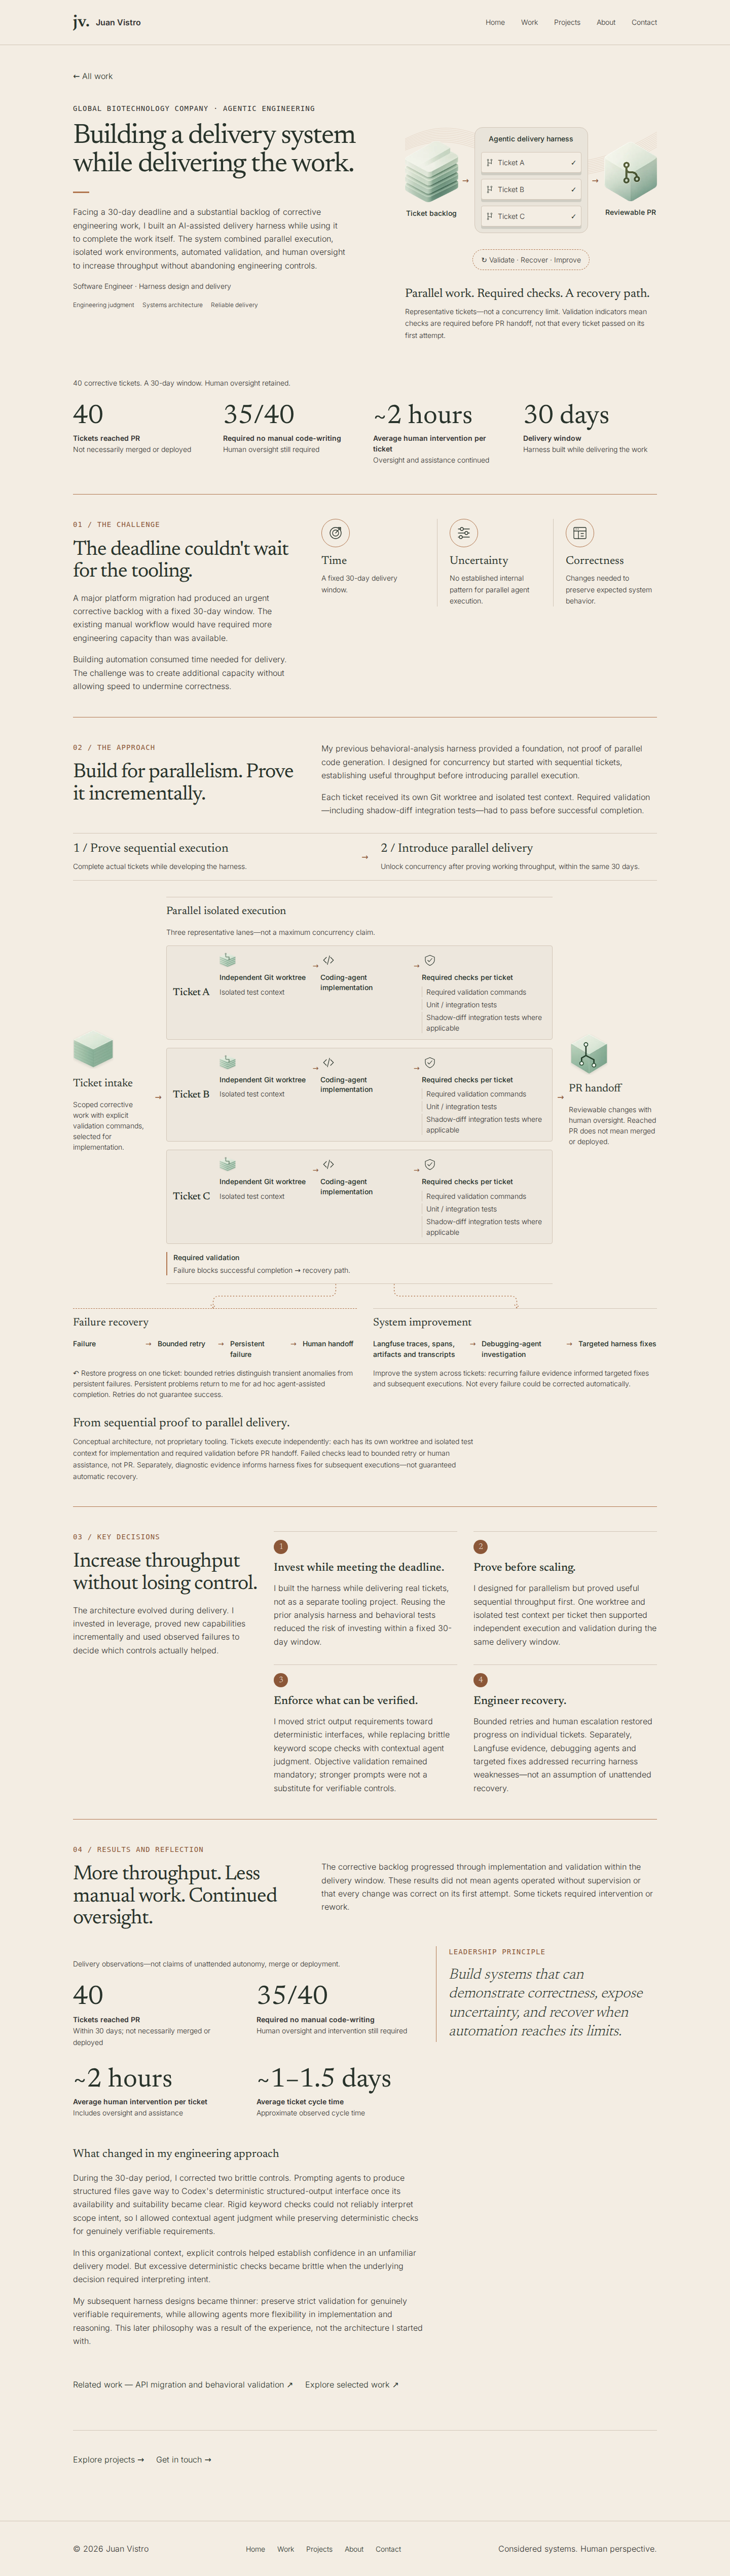 jv. Juan Vistro
Home Work Projects About Contact
← All work
GLOBAL BIOTECHNOLOGY COMPANY · AGENTIC ENGINEERING
Building a delivery system
while delivering the work.
Facing a 30-day deadline and a substantial backlog of corrective
engineering work, I built an AI-assisted delivery harness while using it
to complete the work itself. The system combined parallel execution,
isolated work environments, automated validation, and human oversight
to increase throughput without abandoning engineering controls.
Software Engineer · Harness design and delivery
Engineering judgment Systems architecture Reliable delivery
Ticket backlog
→
Agentic delivery harness
Ticket A ✓
Ticket B ✓
Ticket C ✓
→
Reviewable PR
↻ Validate · Recover · Improve
Parallel work. Required checks. A recovery path.
Representative tickets—not a concurrency limit. Validation indicators mean
checks are required before PR handoff, not that every ticket passed on its
first attempt.
40 corrective tickets. A 30-day window. Human oversight retained.
40
Tickets reached PR
Not necessarily merged or deployed
35/40
Required no manual code-writing
Human oversight still required
~2 hours
Average human intervention per
ticket
Oversight and assistance continued
30 days
Delivery window
Harness built while delivering the work
01 / THE CHALLENGE
The deadline couldn't wait
for the tooling.
A major platform migration had produced an urgent
corrective backlog with a fixed 30-day window. The
existing manual workflow would have required more
engineering capacity than was available.
Building automation consumed time needed for delivery.
The challenge was to create additional capacity without
allowing speed to undermine correctness.
Time
A fixed 30-day delivery
window.
Uncertainty
No established internal
pattern for parallel agent
execution.
Correctness
Changes needed to
preserve expected system
behavior.
02 / THE APPROACH
Build for parallelism. Prove
it incrementally.
My previous behavioral-analysis harness provided a foundation, not proof of parallel
code generation. I designed for concurrency but started with sequential tickets,
establishing useful throughput before introducing parallel execution.
Each ticket received its own Git worktree and isolated test context. Required validation
—including shadow-diff integration tests—had to pass before successful completion.
1 / Prove sequential execution
Complete actual tickets while developing the harness.
→
2 / Introduce parallel delivery
Unlock concurrency after proving working throughput, within the same 30 days.
Ticket intake
Scoped corrective
work with explicit
validation commands,
selected for
implementation.
→
Parallel isolated execution
Three representative lanes—not a maximum concurrency claim.
Ticket A
Independent Git worktree
Isolated test context
→
Coding-agent
implementation
→
Required checks per ticket
Required validation commands
Unit / integration tests
Shadow-diff integration tests where
applicable
Ticket B
Independent Git worktree
Isolated test context
→
Coding-agent
implementation
→
Required checks per ticket
Required validation commands
Unit / integration tests
Shadow-diff integration tests where
applicable
Ticket C
Independent Git worktree
Isolated test context
→
Coding-agent
implementation
→
Required checks per ticket
Required validation commands
Unit / integration tests
Shadow-diff integration tests where
applicable
Required validation
Failure blocks successful completion → recovery path.
→
PR handoff
Reviewable changes with
human oversight. Reached
PR does not mean merged
or deployed.
Failure recovery
Failure → Bounded retry → Persistent
failure → Human handoff
↶ Restore progress on one ticket: bounded retries distinguish transient anomalies from
persistent failures. Persistent problems return to me for ad hoc agent-assisted
completion. Retries do not guarantee success.
System improvement
Langfuse traces, spans,
artifacts and transcripts → Debugging-agent
investigation → Targeted harness fixes
Improve the system across tickets: recurring failure evidence informed targeted fixes
and subsequent executions. Not every failure could be corrected automatically.
From sequential proof to parallel delivery.
Conceptual architecture, not proprietary tooling. Tickets execute independently: each has its own worktree and isolated test
context for implementation and required validation before PR handoff. Failed checks lead to bounded retry or human
assistance, not PR. Separately, diagnostic evidence informs harness fixes for subsequent executions—not guaranteed
automatic recovery.
03 / KEY DECISIONS
Increase throughput
without losing control.
The architecture evolved during delivery. I
invested in leverage, proved new capabilities
incrementally and used observed failures to
decide which controls actually helped.
1
Invest while meeting the deadline.
I built the harness while delivering real tickets,
not as a separate tooling project. Reusing the
prior analysis harness and behavioral tests
reduced the risk of investing within a fixed 30-
day window.
2
Prove before scaling.
I designed for parallelism but proved useful
sequential throughput first. One worktree and
isolated test context per ticket then supported
independent execution and validation during the
same delivery window.
3
Enforce what can be verified.
I moved strict output requirements toward
deterministic interfaces, while replacing brittle
keyword scope checks with contextual agent
judgment. Objective validation remained
mandatory; stronger prompts were not a
substitute for verifiable controls.
4
Engineer recovery.
Bounded retries and human escalation restored
progress on individual tickets. Separately,
Langfuse evidence, debugging agents and
targeted fixes addressed recurring harness
weaknesses—not an assumption of unattended
recovery.
04 / RESULTS AND REFLECTION
More throughput. Less
manual work. Continued
oversight.
The corrective backlog progressed through implementation and validation within the
delivery window. These results did not mean agents operated without supervision or
that every change was correct on its first attempt. Some tickets required intervention or
rework.
Delivery observations—not claims of unattended autonomy, merge or deployment.
40
Tickets reached PR
Within 30 days; not necessarily merged or
deployed
35/40
Required no manual code-writing
Human oversight and intervention still required
~2 hours
Average human intervention per ticket
Includes oversight and assistance
~1–1.5 days
Average ticket cycle time
Approximate observed cycle time
LEADERSHIP PRINCIPLE
Build systems that can
demonstrate correctness, expose
uncertainty, and recover when
automation reaches its limits.
What changed in my engineering approach
During the 30-day period, I corrected two brittle controls. Prompting agents to produce
structured files gave way to Codex's deterministic structured-output interface once its
availability and suitability became clear. Rigid keyword checks could not reliably interpret
scope intent, so I allowed contextual agent judgment while preserving deterministic checks
for genuinely verifiable requirements.
In this organizational context, explicit controls helped establish confidence in an unfamiliar
delivery model. But excessive deterministic checks became brittle when the underlying
decision required interpreting intent.
My subsequent harness designs became thinner: preserve strict validation for genuinely
verifiable requirements, while allowing agents more flexibility in implementation and
reasoning. This later philosophy was a result of the experience, not the architecture I started
with.
Related work — API migration and behavioral validation ↗ Explore selected work ↗
Explore projects → Get in touch →
© 2026 Juan Vistro
Home Work Projects About Contact
Considered systems. Human perspective.